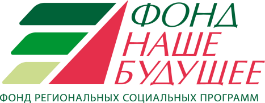 ФОНД
НАШЕ
БУДУЩЕЕ
ФОНД РЕГИОНАЛЬНЫХ СОЦИАЛЬНЫХ ПРОГРАММ